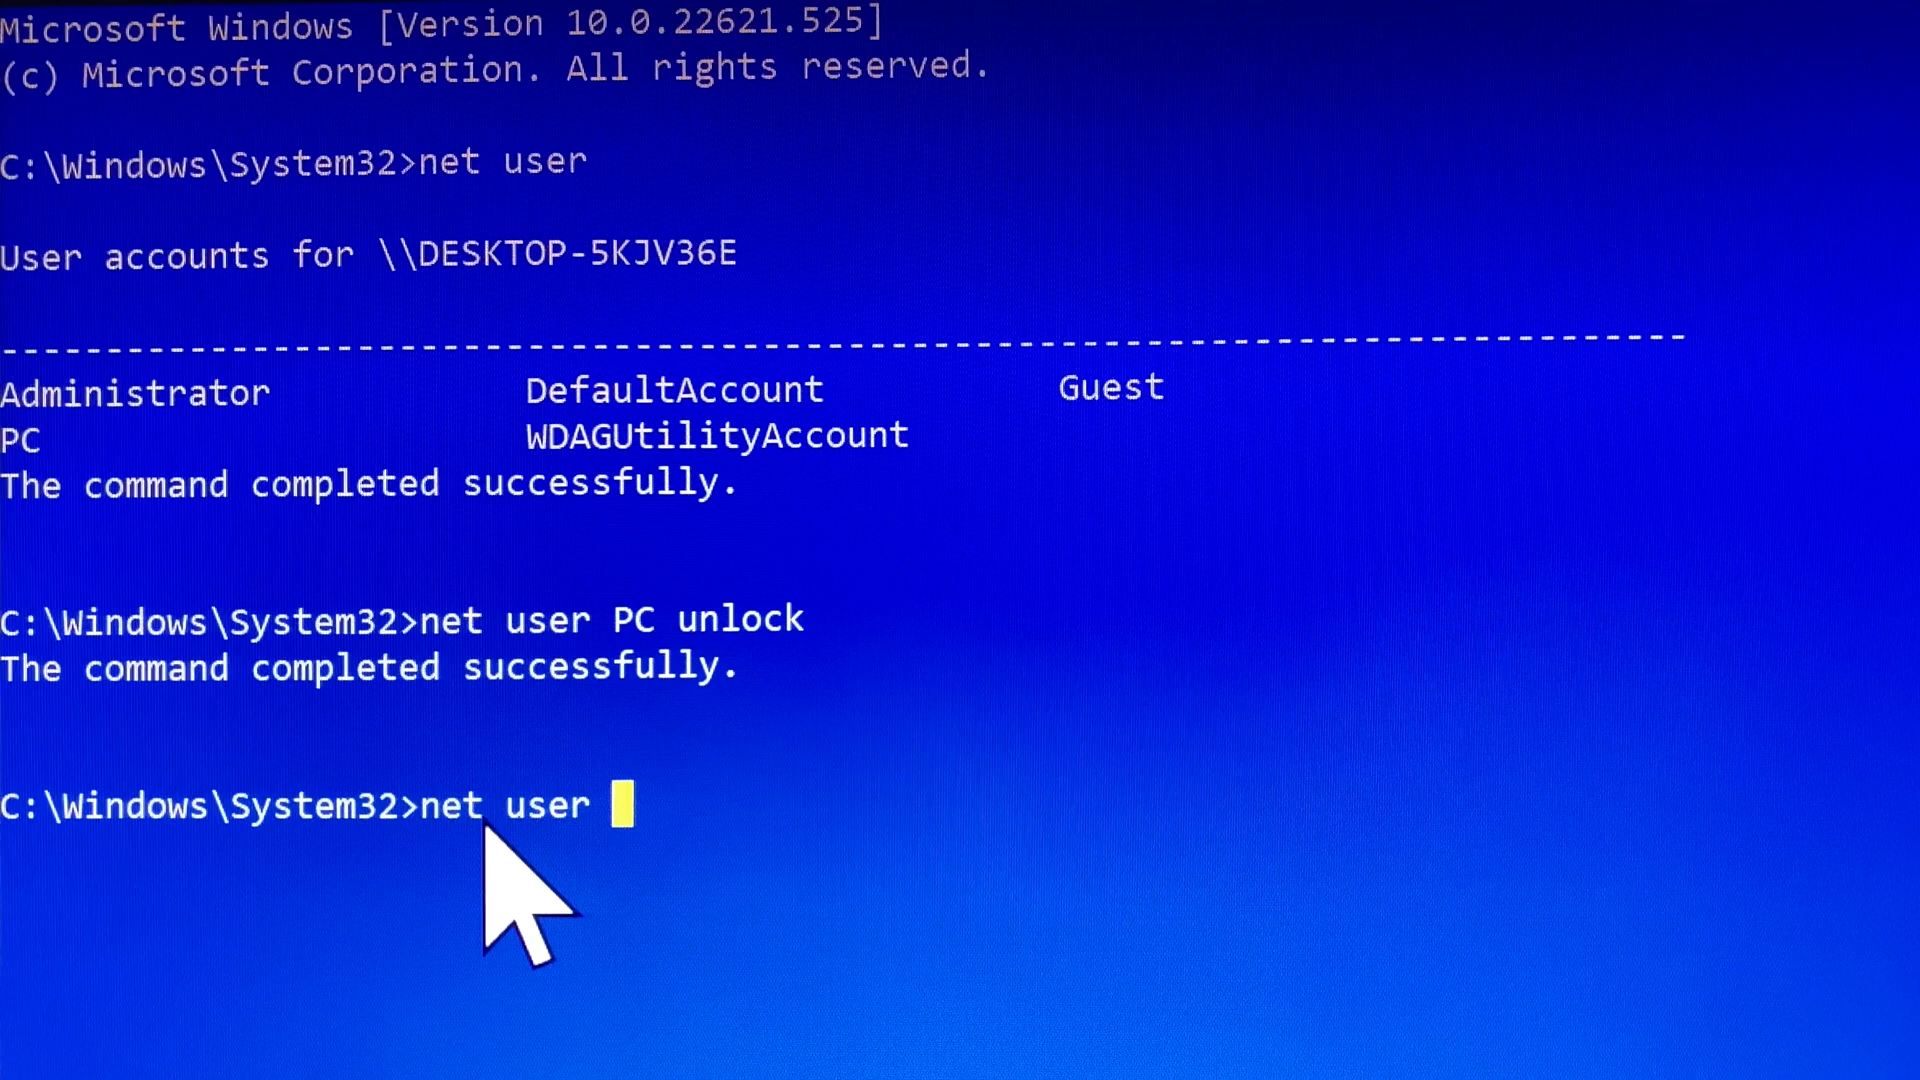 Microsoft Windows [Version 10.0.22621.525]
(c) Microsoft Corporation. All rights reserved.
C:\Windows\System32>net user
User accounts for \\DESKTOP-5KJV36E
-------------------------------------------------------------------------------
Administrator DefaultAccount Guest
PC WDAGUtilityAccount
The command completed successfully.
C:\Windows\System32>net user PC unlock
The command completed successfully.
C:\Windows\System32>net user